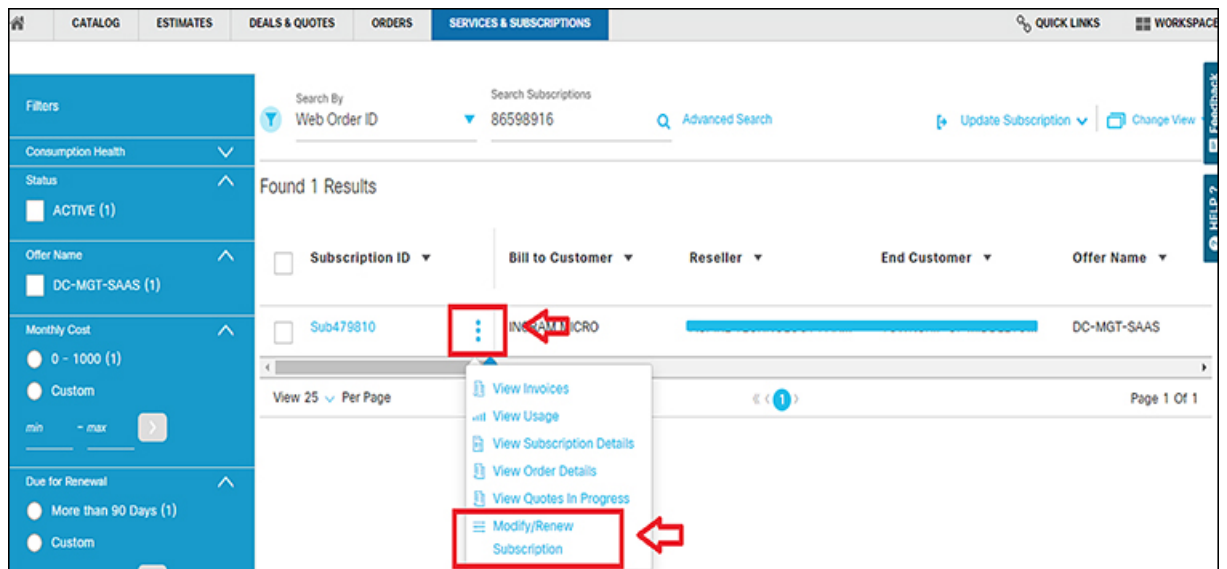 CATALOG ESTIMATES DEALS & QUOTES ORDERS SERVICES & SUBSCRIPTIONS QUICK LINKS WORKSPACE
Feedback
Filters
Search By Search Subscriptions
Web Order ID 86598916 Advanced Search Update Subscription Change View
Consumption Health
Status
Found 1 Results
HELP ?
ACTIVE (1)
Offer Name
Subscription ID Bill to Customer Reseller End Customer Offer Name
DC-MGT-SAAS (1)
Monthly Cost
Sub479810 INGRAM MICRO DC-MGT-SAAS
0 - 1000 (1)
Custom
View 25 Per Page 1 Page 1 Of 1
min - max
View Invoices
View Usage
View Subscription Details
View Order Details
View Quotes In Progress
Modify/Renew
Subscription
Due for Renewal
More than 90 Days (1)
Custom